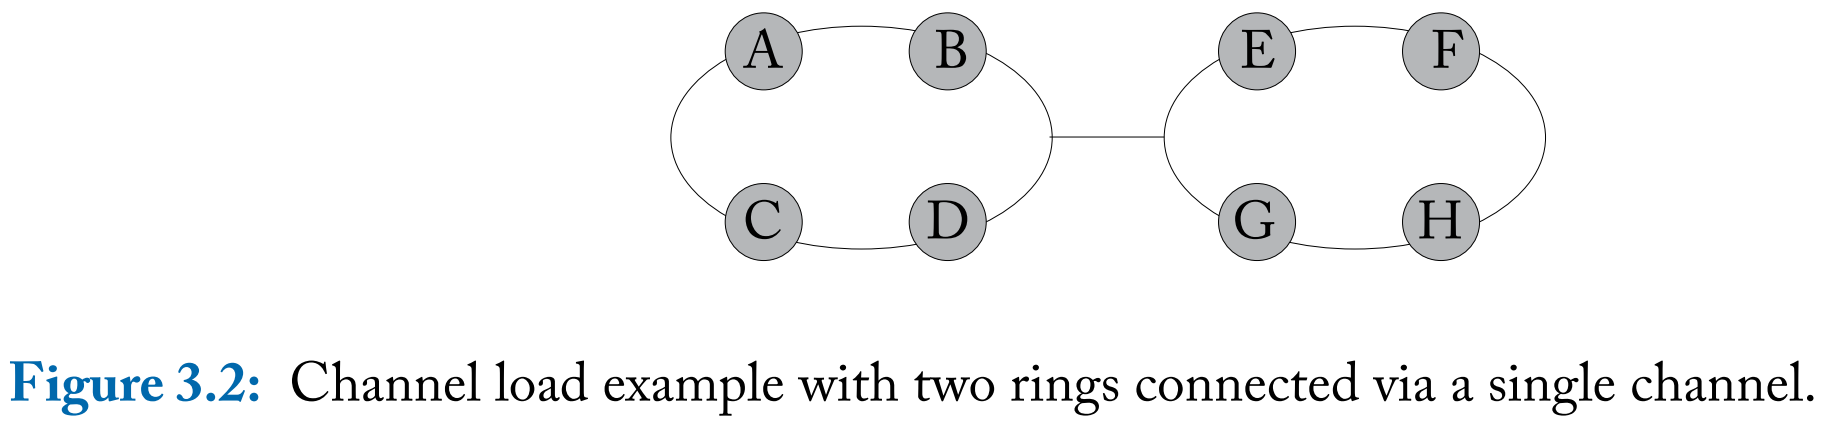 A B E F
C D G H
Figure 3.2: Channel load example with two rings connected via a single channel.